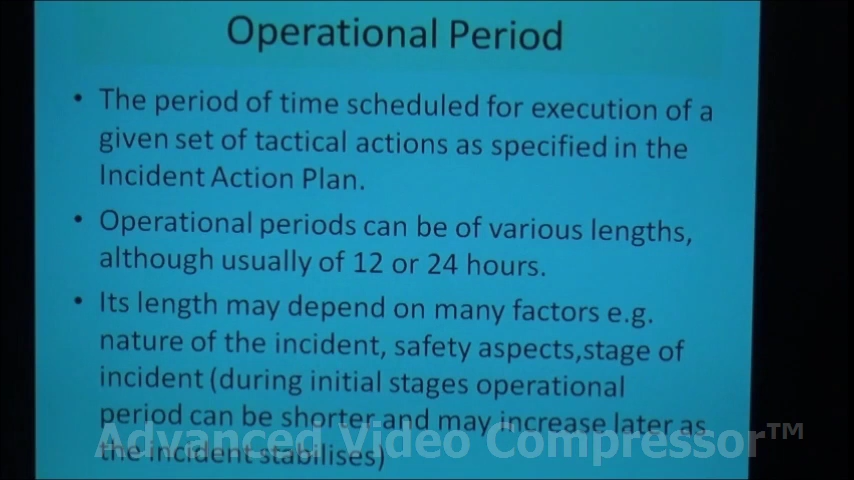 Operational Period
• The period of time scheduled for execution of a
given set of tactical actions as specified in the
Incident Action Plan.
• Operational periods can be of various lengths,
although usually of 12 or 24 hours.
• Its length may depend on many factors e.g.
nature of the incident, safety aspects,stage of
incident (during initial stages operational
period can be shorter and may increase later as
the incident stabilises)
Advanced Video Compressor™